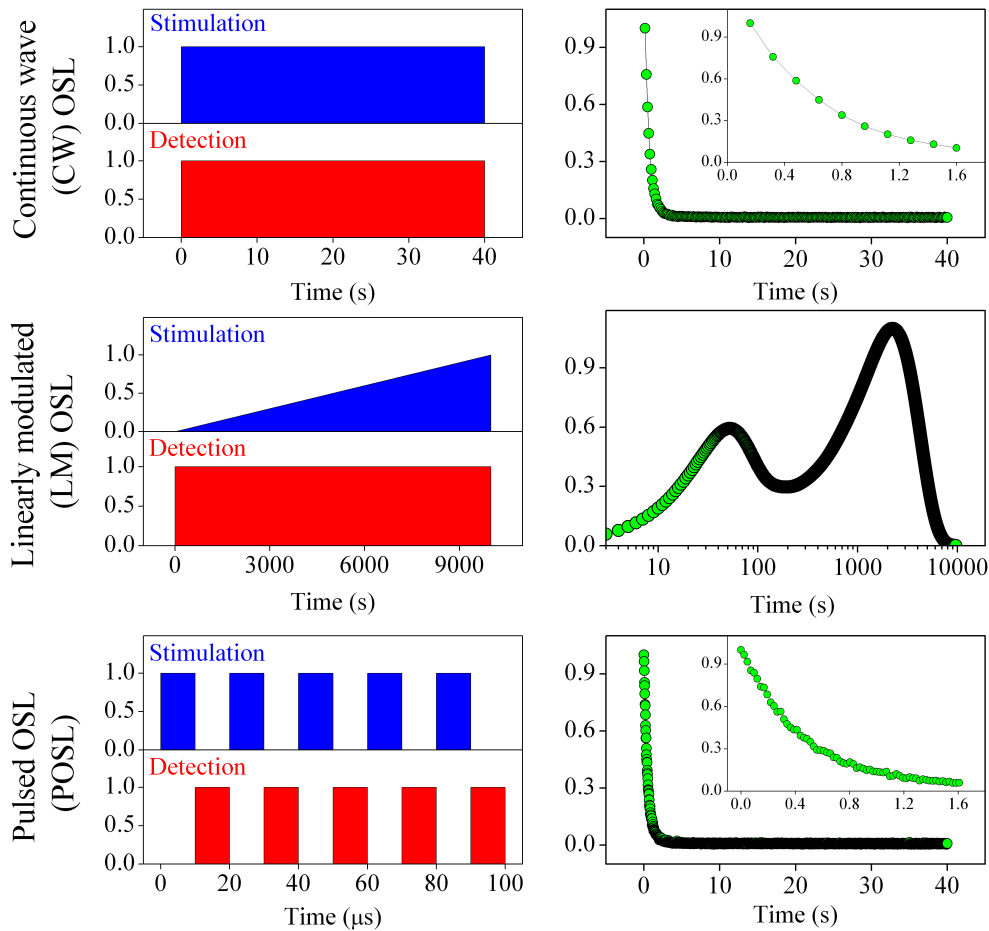 Continuous wave
(CW) OSL
Stimulation
1.0
0.5
0.0
Detection
1.0
0.5
0.0
0 10 20 30 40
Time (s)
0.9
0.6
0.3
0.0
0 10 20 30 40
Time (s)
0.9
0.6
0.3
0.0
0.0 0.4 0.8 1.2 1.6
Linearly modulated
(LM) OSL
Stimulation
1.0
0.5
0.0
Detection
1.0
0.5
0.0
0 3000 6000 9000
Time (s)
0.9
0.6
0.3
0.0
10 100 1000 10000
Time (s)
Pulsed OSL
(POSL)
Stimulation
1.0
0.5
0.0
Detection
1.0
0.5
0.0
0 20 40 60 80 100
Time (μs)
0.9
0.6
0.3
0.0
0 10 20 30 40
Time (s)
0.9
0.6
0.3
0.0
0.0 0.4 0.8 1.2 1.6